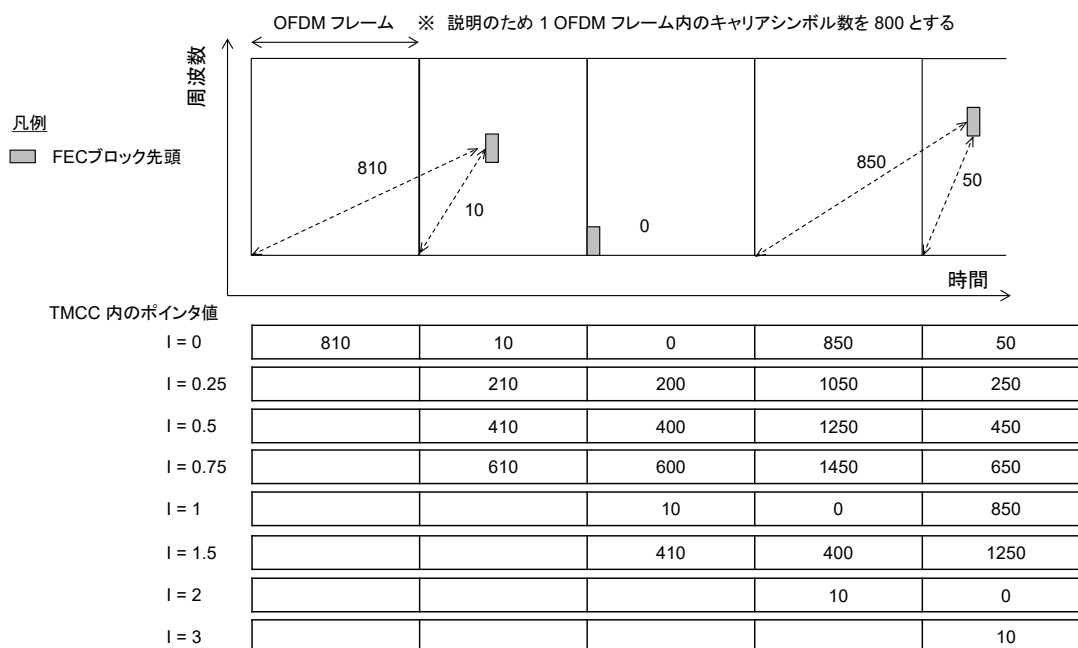 OFDM フレーム ※ 説明のため 1 OFDM フレーム内のキャリアシンボル数を 800 とする
周波数
凡例
FECブロック先頭
810
10
0
850
50
時間
TMCC 内のポインタ値
I = 0 810 10 0 850 50
I = 0.25 210 200 1050 250
I = 0.5 410 400 1250 450
I = 0.75 610 600 1450 650
I = 1 10 0 850
I = 1.5 410 400 1250
I = 2 10 0
I = 3 10